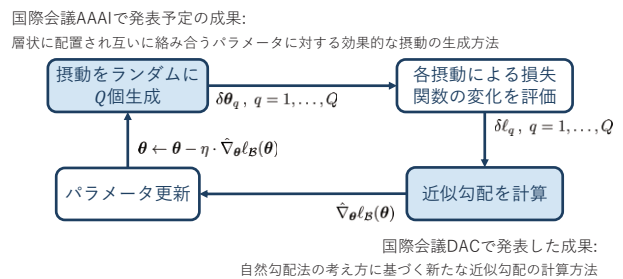 国際会議AAAIで発表予定の成果:
層状に配置され互いに絡み合うパラメータに対する効果的な摂動の生成方法
摂動をランダムに
Q個生成
δθ_q , q = 1, . . . , Q
各摂動による損失
関数の変化を評価
δℓ_q, q = 1, . . . , Q
θ ← θ − η · ∇̂_θ ℓ_B(θ)
パラメータ更新
∇̂_θ ℓ_B(θ)
近似勾配を計算
国際会議DACで発表した成果:
自然勾配法の考え方に基づく新たな近似勾配の計算方法